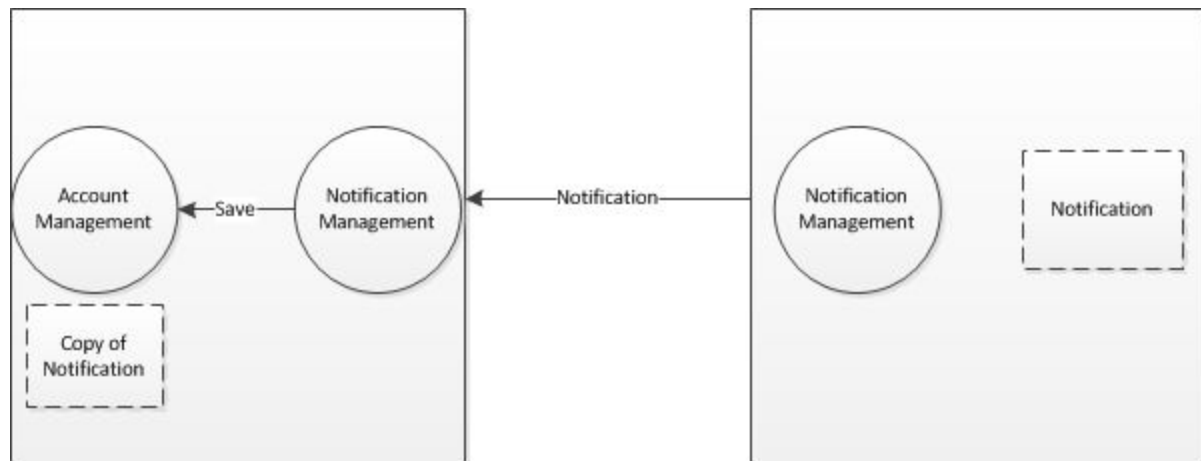 Account
Management
Save
Notification
Management
Notification
Notification
Management
Notification
Copy of
Notification